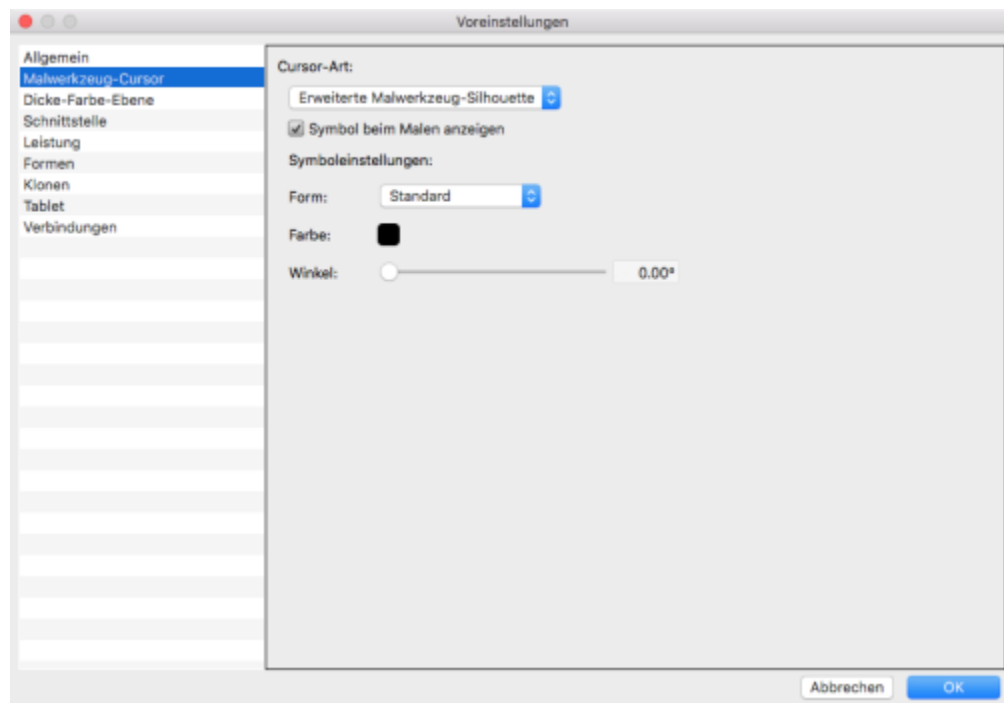 Voreinstellungen
Allgemein
Malwerkzeug-Cursor
Dicke-Farbe-Ebene
Schnittstelle
Leistung
Formen
Klonen
Tablet
Verbindungen
Cursor-Art:
Erweiterte Malwerkzeug-Silhouette
Symbol beim Malen anzeigen
Symboleinstellungen:
Form: Standard
Farbe:
Winkel: 0.00°
Abbrechen OK